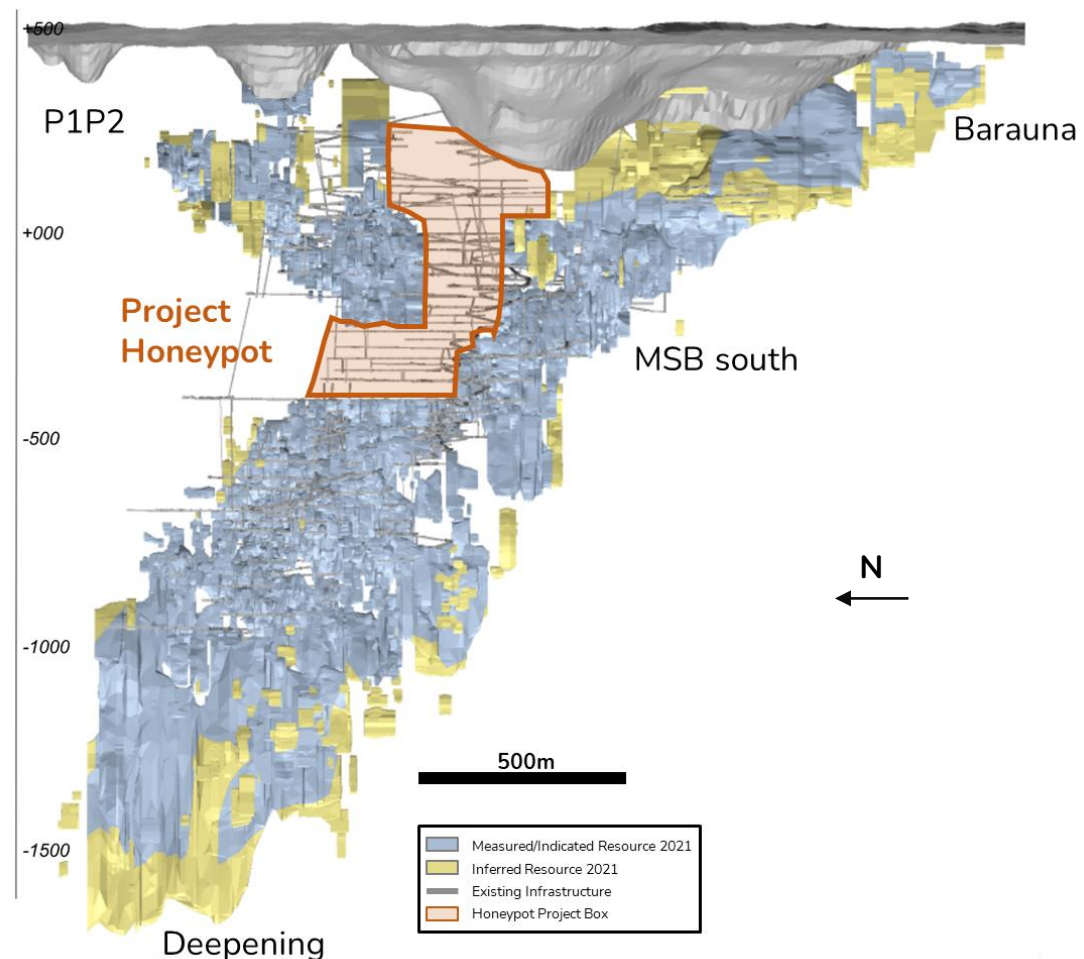 +500
P1P2
Barauna
+000
Project
Honeypot
MSB south
-500
N
-1000
500m
Measured/Indicated Resource 2021
Inferred Resource 2021
Existing Infrastructure
Honeypot Project Box
-1500
Deepening